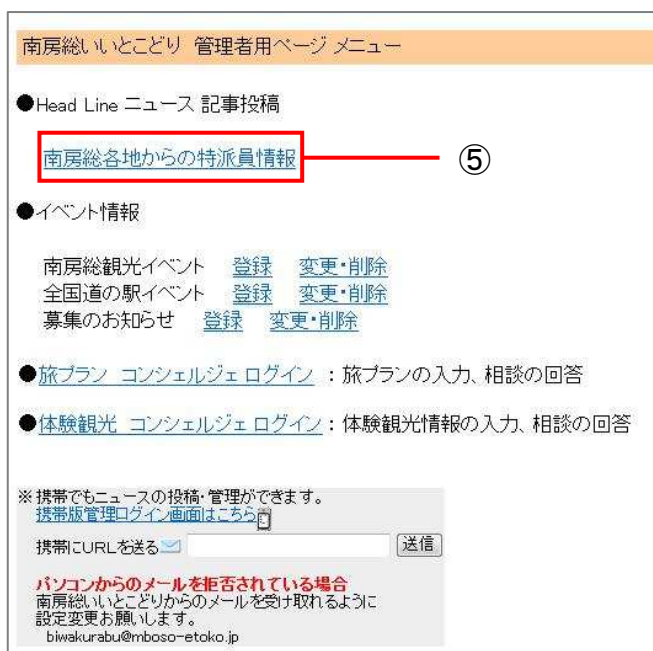 南房総いいとこどり 管理者用ページ メニュー
●Head Line ニュース 記事投稿
南房総各地からの特派員情報
⑤
●イベント情報
南房総観光イベント 登録 変更・削除
全国道の駅イベント 登録 変更・削除
募集のお知らせ 登録 変更・削除
●旅プラン コンシェルジェ ログイン ：旅プランの入力、相談の回答
●体験観光 コンシェルジェ ログイン：体験観光情報の入力、相談の回答
※携帯でもニュースの投稿・管理ができます。
携帯版管理ログイン画面はこちら
携帯にURLを送る 送信
パソコンからのメールを拒否されている場合
南房総いいとこどりからのメールを受け取れるように
設定変更お願いします。
biwakurabu@mboso-etoko.jp